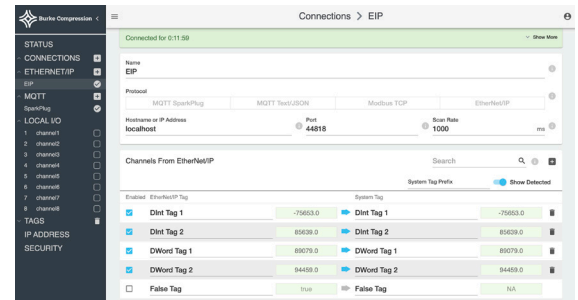 Burke Compression <
Connections > EIP
STATUS
CONNECTIONS
ETHERNET/IP
EIP
MQTT
SparkPlug
LOCAL I/O
1 channel1
2 channel2
3 channel3
4 channel4
5 channel5
6 channel6
7 channel7
8 channel8
TAGS
IP ADDRESS
SECURITY
Connected for 0:11:59
Show More
Name
EIP
Protocol
MQTT SparkPlug MQTT Text/JSON Modbus TCP EtherNet/IP
Hostname or IP Address Port Scan Rate
localhost 44818 1000 ms
Channels From EtherNet/IP Search
System Tag Prefix Show Detected
Enabled EtherNet/IP Tag System Tag
DInt Tag 1 -75653.0 DInt Tag 1 -75653.0
DInt Tag 2 85639.0 DInt Tag 2 85639.0
DWord Tag 1 89079.0 DWord Tag 1 89079.0
DWord Tag 2 94459.0 DWord Tag 2 94459.0
False Tag true False Tag NA